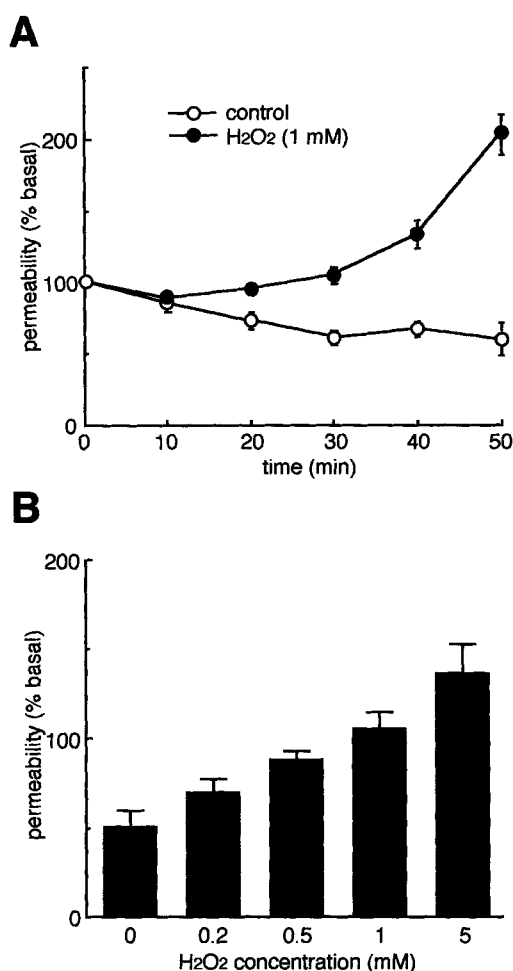 A
control
H2O2 (1 mM)
200
100
0
permeability (% basal)
0 10 20 30 40 50
time (min)
B
200
100
0
permeability (% basal)
0 0.2 0.5 1 5
H2O2 concentration (mM)